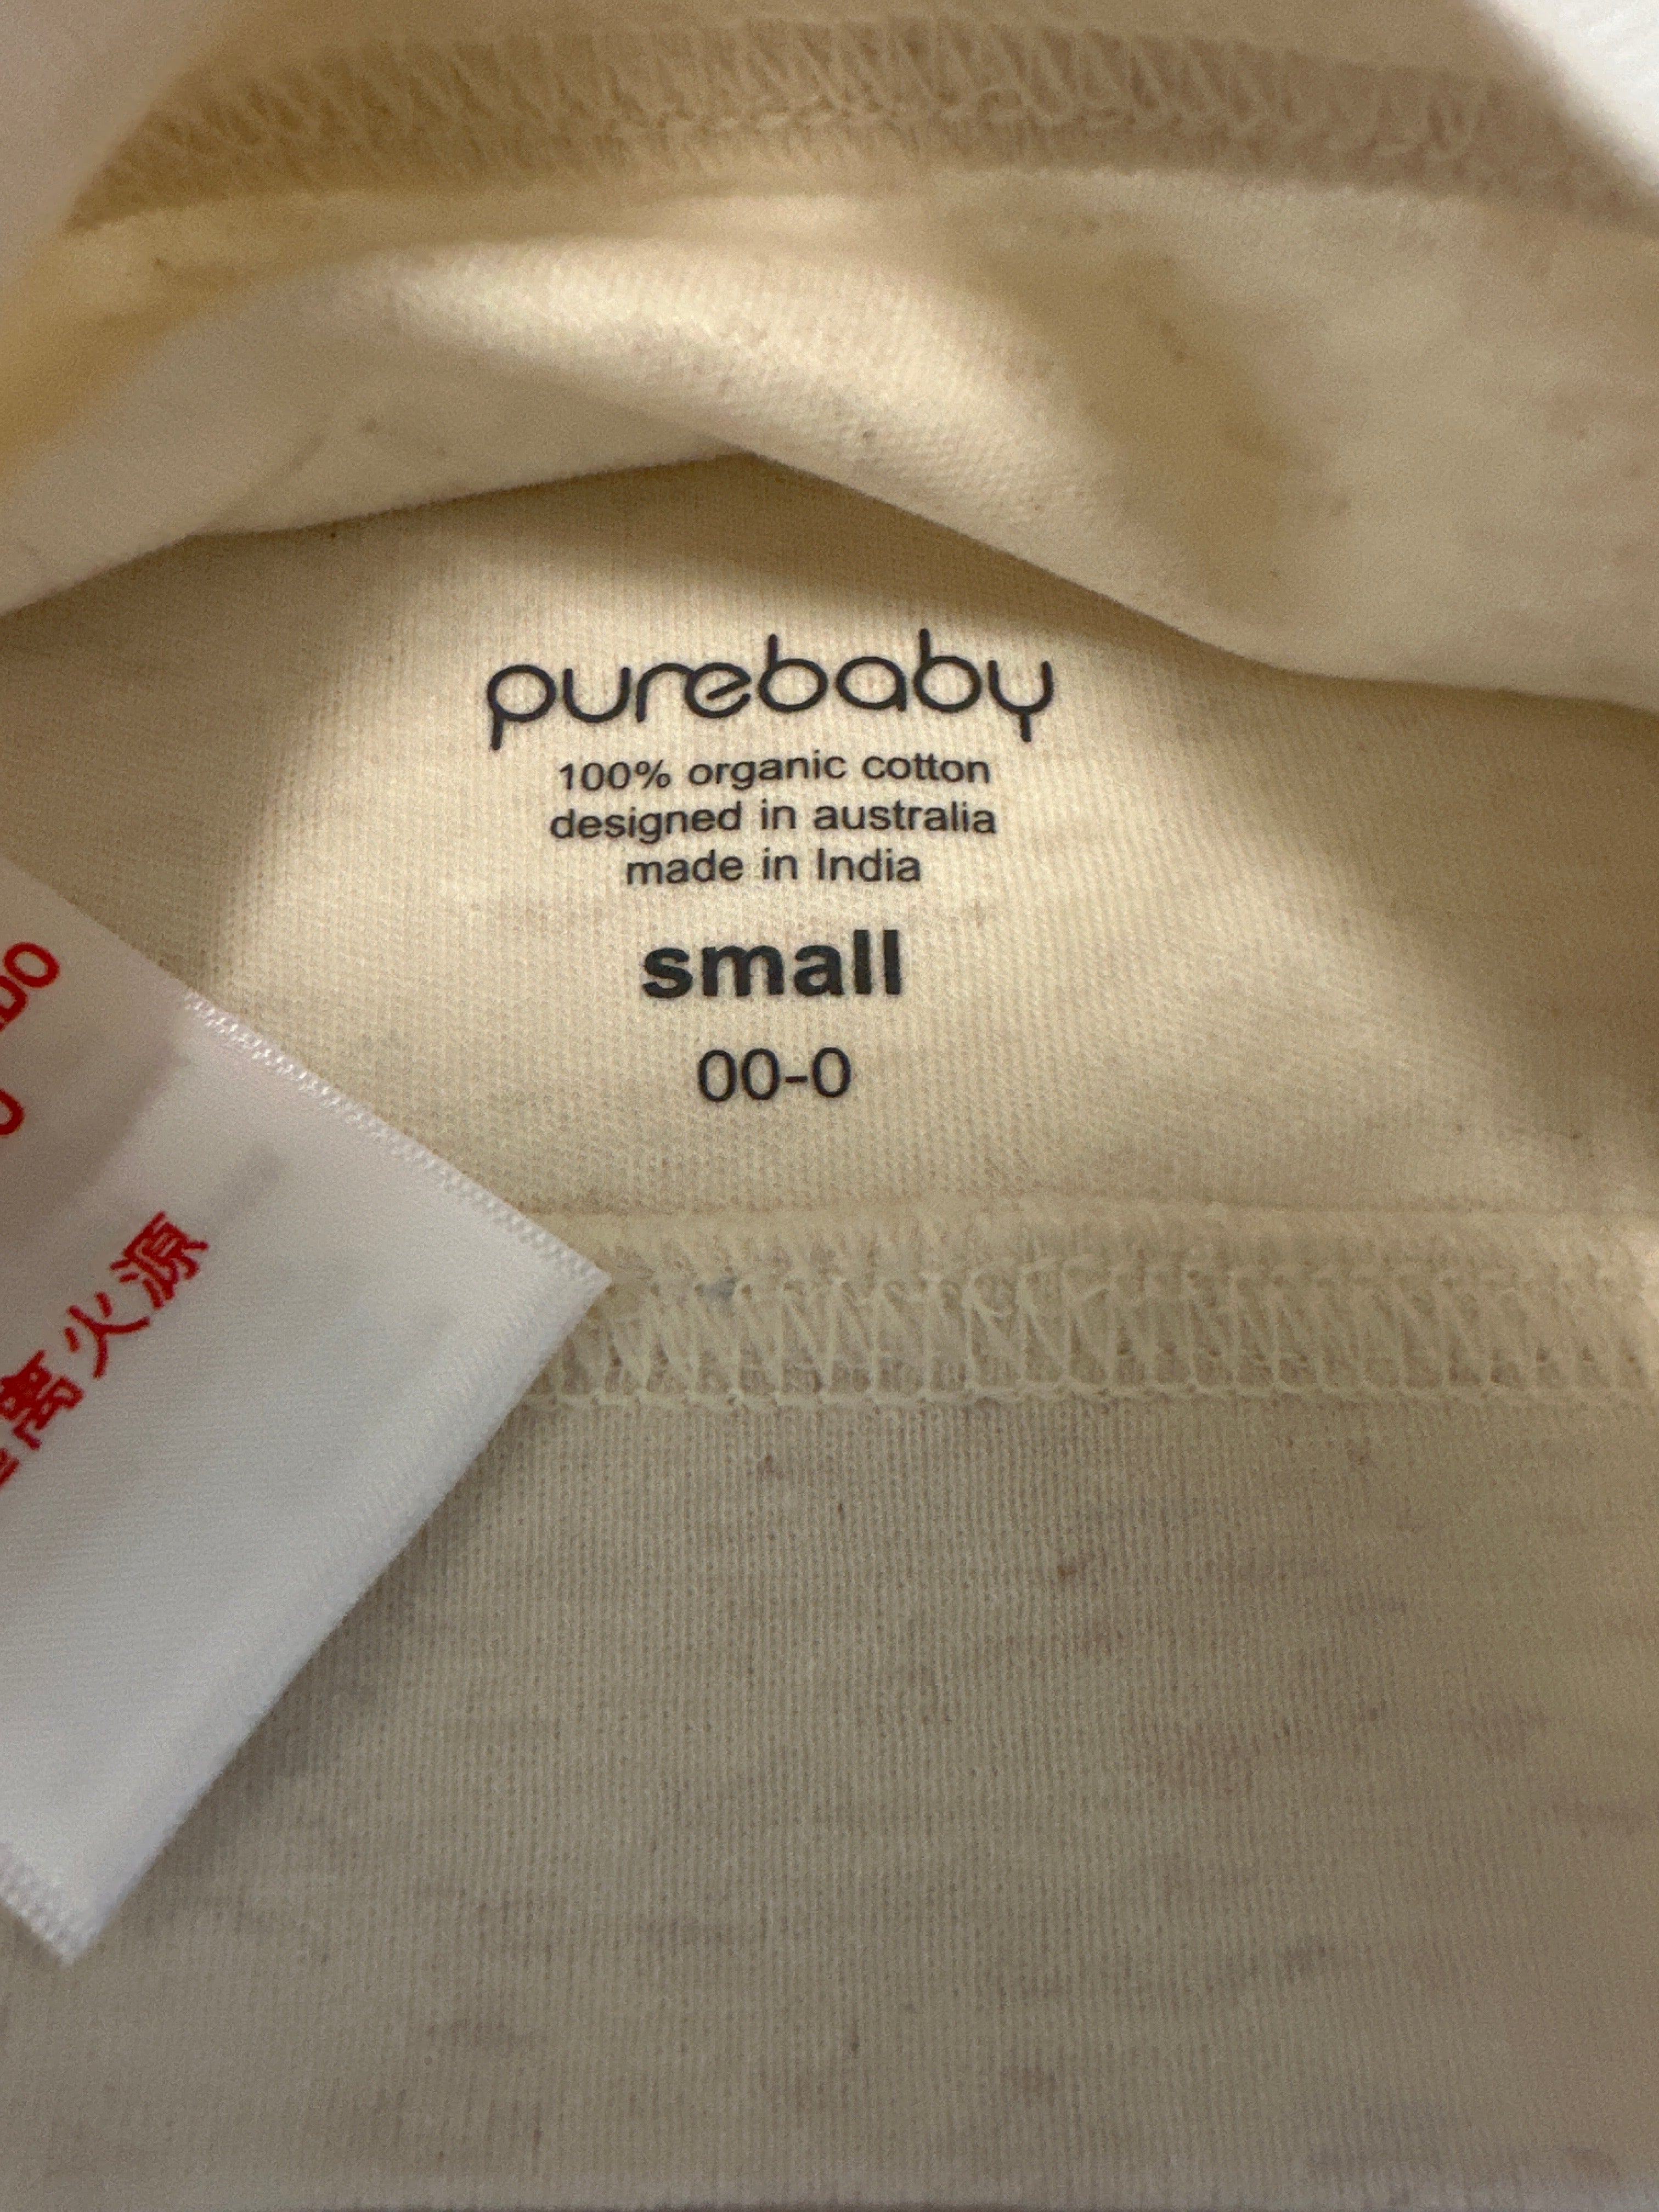 purebaby
100% organic cotton
designed in australia
made in India
small
00-0
火源